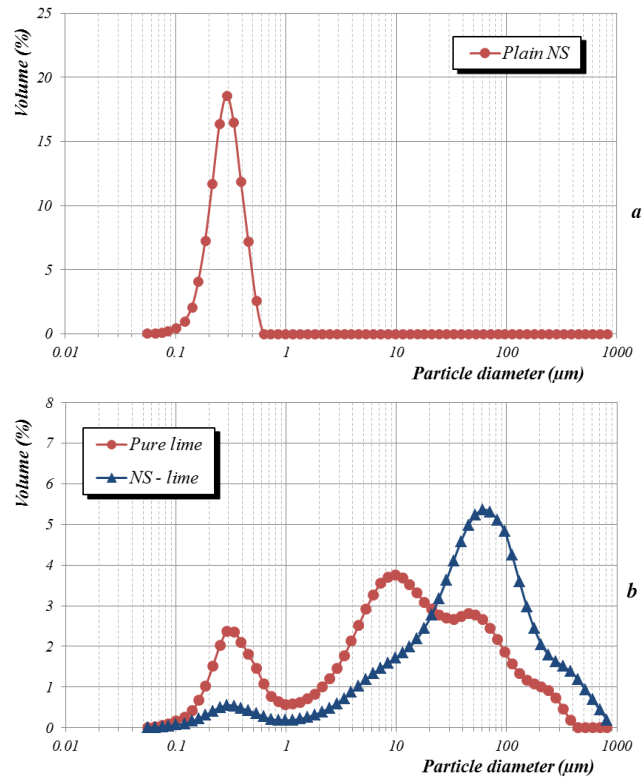 Volume (%)
25
20
15
10
5
0
Plain NS
a
0.01 0.1 1 10 100 1000
Particle diameter (µm)
Volume (%)
8
7
6
5
4
3
2
1
0
Pure lime
NS - lime
b
0.01 0.1 1 10 100 1000
Particle diameter (µm)